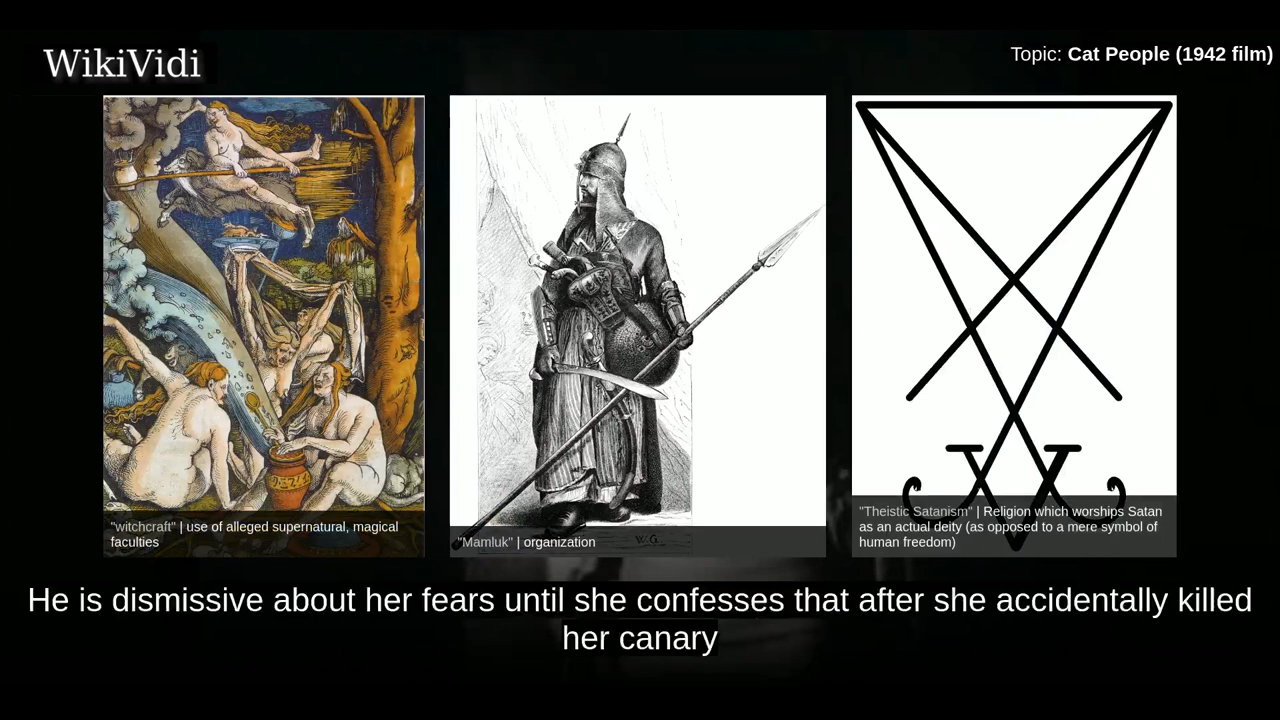 WikiVidi
Topic: Cat People (1942 film)
"witchcraft" | use of alleged supernatural, magical
faculties
W.G
"Mamluk" | organization
"Theistic Satanism" | Religion which worships Satan
as an actual deity (as opposed to a mere symbol of
human freedom)
He is dismissive about her fears until she confesses that after she accidentally killed
her canary